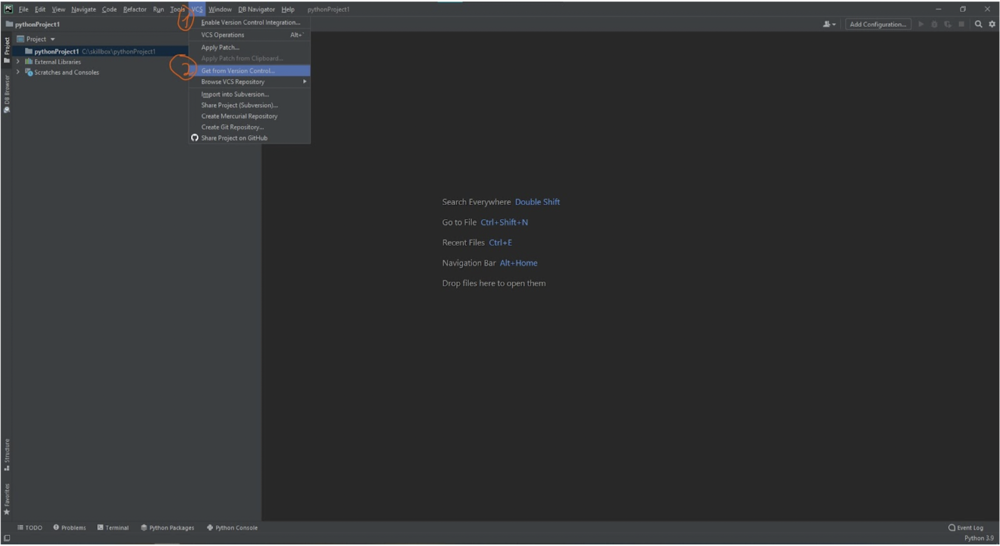 PC File Edit View Navigate Code Refactor Run Tools VCS Window DB Navigator Help pythonProject1
pythonProject1
Add Configuration...
1
Enable Version Control Integration...
VCS Operations Alt+`
Apply Patch...
Apply Patch from Clipboard...
2
Get from Version Control...
Browse VCS Repository
Import into Subversion...
Share Project (Subversion)...
Create Mercurial Repository
Create Git Repository...
Share Project on GitHub
Project
pythonProject1 C:\skillbox\pythonProject1
External Libraries
Scratches and Consoles
Project
DB Browser
Structure
Favorites
Search Everywhere Double Shift
Go to File Ctrl+Shift+N
Recent Files Ctrl+E
Navigation Bar Alt+Home
Drop files here to open them
TODO Problems Terminal Python Packages Python Console Event Log
Python 3.9